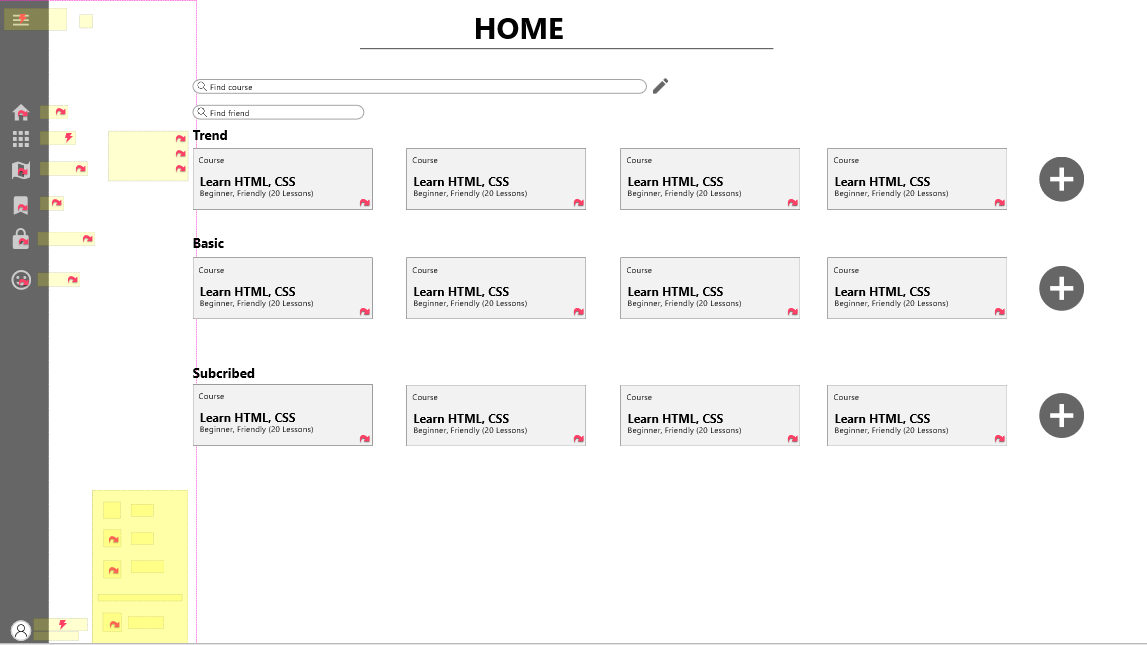 HOME
Find course
Find friend
Trend
Course
Learn HTML, CSS
Beginner, Friendly (20 Lessons)
Course
Learn HTML, CSS
Beginner, Friendly (20 Lessons)
Course
Learn HTML, CSS
Beginner, Friendly (20 Lessons)
Course
Learn HTML, CSS
Beginner, Friendly (20 Lessons)
Basic
Course
Learn HTML, CSS
Beginner, Friendly (20 Lessons)
Course
Learn HTML, CSS
Beginner, Friendly (20 Lessons)
Course
Learn HTML, CSS
Beginner, Friendly (20 Lessons)
Course
Learn HTML, CSS
Beginner, Friendly (20 Lessons)
Subcribed
Course
Learn HTML, CSS
Beginner, Friendly (20 Lessons)
Course
Learn HTML, CSS
Beginner, Friendly (20 Lessons)
Course
Learn HTML, CSS
Beginner, Friendly (20 Lessons)
Course
Learn HTML, CSS
Beginner, Friendly (20 Lessons)